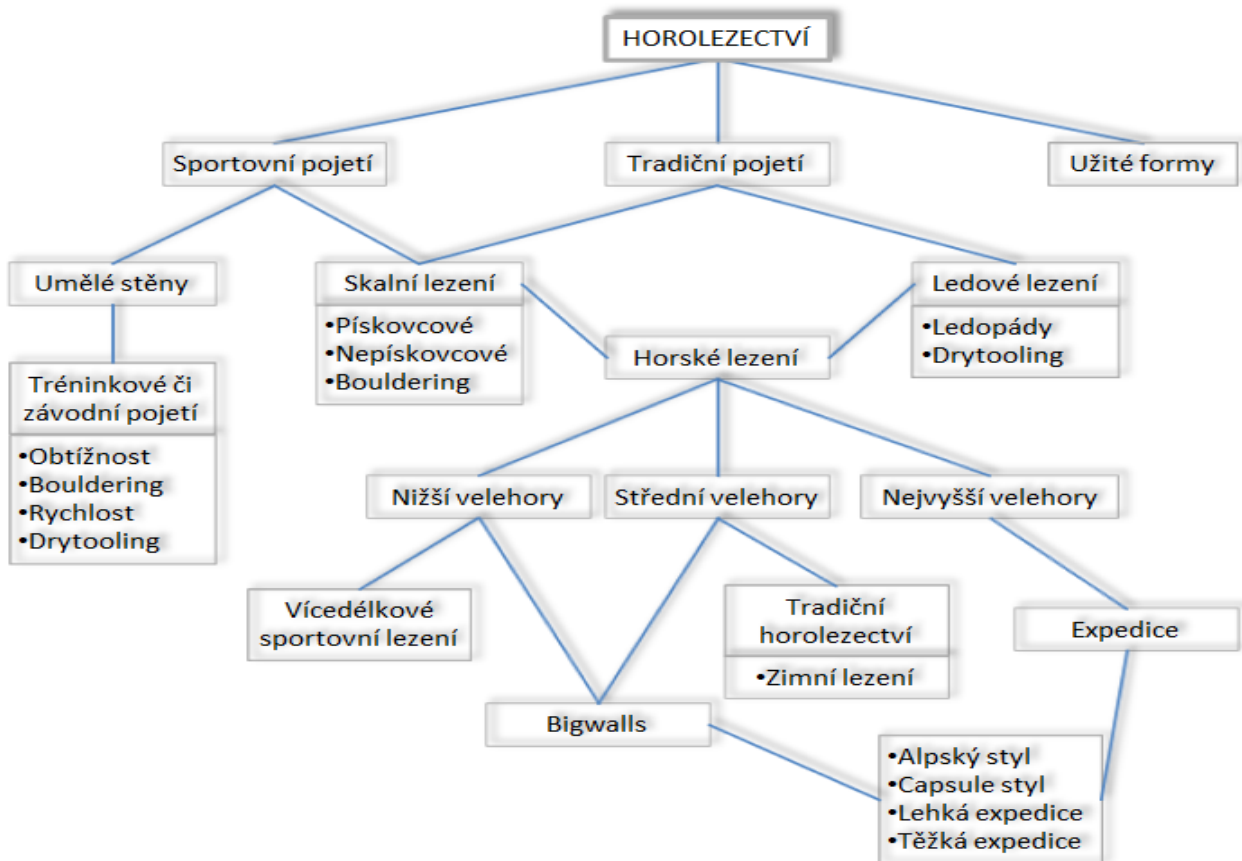 HOROLEZECTVÍ
Sportovní pojetí
Tradiční pojetí
Užité formy
Umělé stěny
Skalní lezení
Ledové lezení
•Pískovcové
•Nepískovcové
•Bouldering
•Ledopády
•Drytooling
Horské lezení
Tréninkové či
závodní pojetí
•Obtížnost
•Bouldering
•Rychlost
•Drytooling
Nižší velehory
Střední velehory
Nejvyšší velehory
Vícedélkové
sportovní lezení
Tradiční
horolezectví
•Zimní lezení
Expedice
Bigwalls
•Alpský styl
•Capsule styl
•Lehká expedice
•Těžká expedice